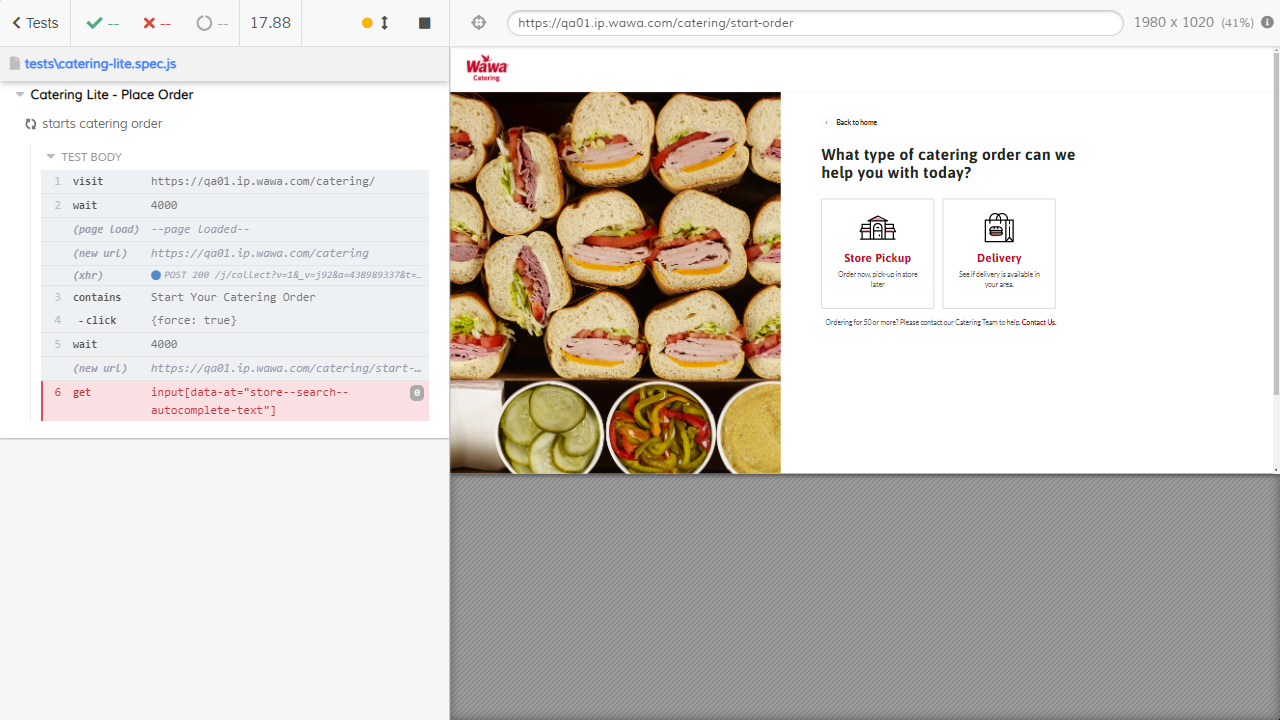 Tests
--
--
--
17.88
https://qa01.ip.wawa.com/catering/start-order
1980 x 1020 (41%)
tests\catering-lite.spec.js
Catering Lite - Place Order
starts catering order
TEST BODY
1 visit https://qa01.ip.wawa.com/catering/
2 wait 4000
(page load) --page loaded--
(new url) https://qa01.ip.wawa.com/catering
(xhr) POST 200 /j/collect?v=1&_v=j92&a=438989337&t=...
3 contains Start Your Catering Order
4 -click {force: true}
5 wait 4000
(new url) https://qa01.ip.wawa.com/catering/start-...
6 get input[data-at="store--search--
autocomplete-text"]
0
Wawa
Catering
Back to home
What type of catering order can we
help you with today?
Store Pickup
Order now, pick-up in store
later
Delivery
See if delivery is available in
your area.
Ordering for 50 or more? Please contact our Catering Team to help. Contact Us.